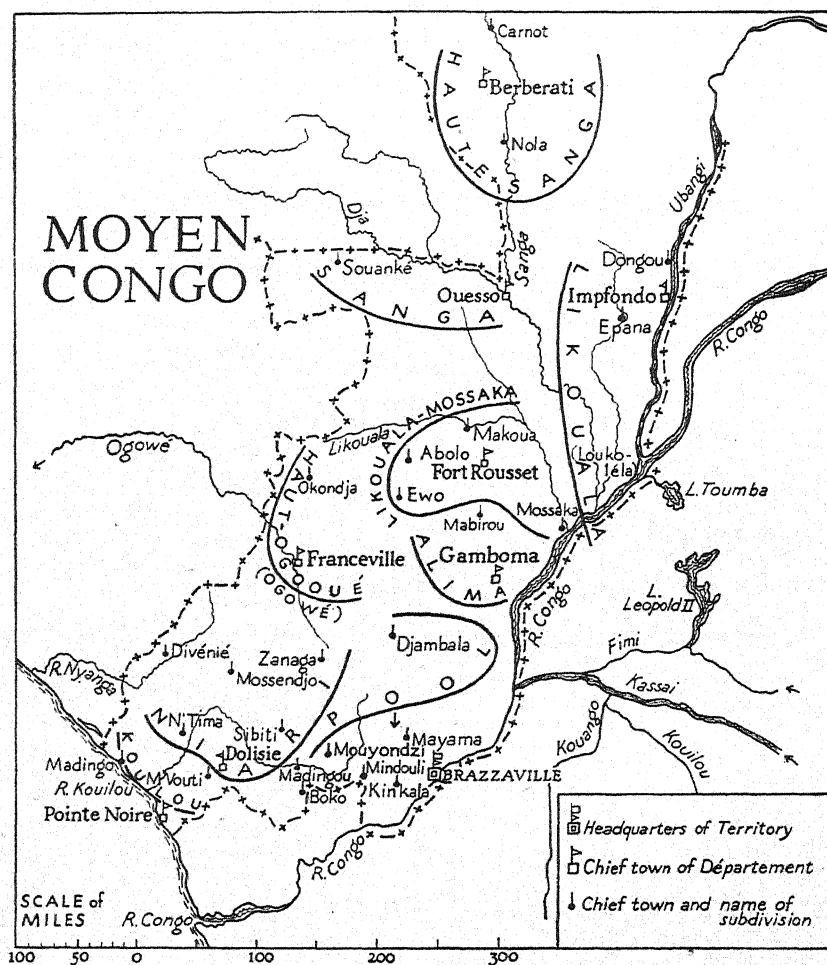 MOYEN
CONGO
Carnot
Berberati
HAUTE SANGA
Nola
Ubangi
Dja
Sanga
Souanké
SANGA
Ouesso
Dongou
Impfondo
Epana
LIKOUALA
R. Congo
LIKOUALA-MOSSAKA
Likouala
Makoua
Abolo
Fort Rousset
Ewo
Mabirou
Mossaka
(Loukoléla)
L. Toumba
Ogowe
Okondja
HAUT-OGOOUÉ
(OGOWÉ)
Franceville
Gamboma
ALIMA
R. Congo
L.
Leopold II
Fimi
Kassai
Kouango
Kouilou
Divénié
R. Nyanga
Zanaga
Mossendjo
Djambala
POOL
N'Tima
Sibiti
NIARI
Dolisie
Mayama
Mouyondzi
Madingo
KOUILOU
M'Vouti
Madingou
Mindouli
BRAZZAVILLE
R. Kouilou
Boko
Kinkala
Pointe Noire
R. Congo
R. Congo
Headquarters of Territory
Chief town of Département
Chief town and name of
subdivision
SCALE of
MILES
100 50 0 100 200 300